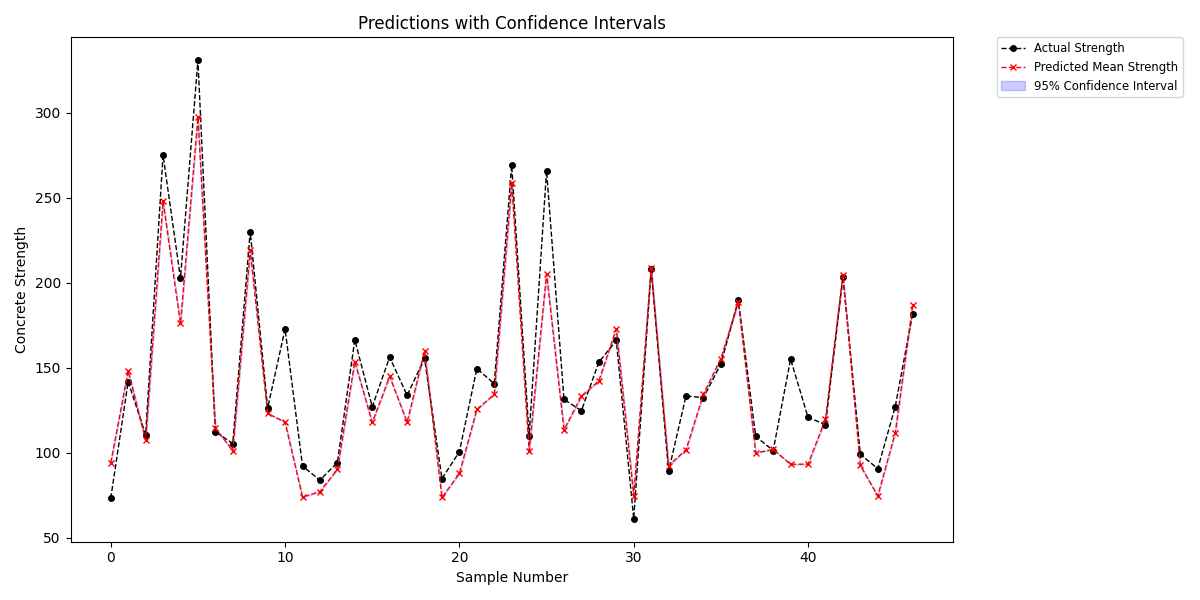 Predictions with Confidence Intervals
Actual Strength
Predicted Mean Strength
95% Confidence Interval
Concrete Strength
300
250
200
150
100
50
0
10
20
30
40
Sample Number